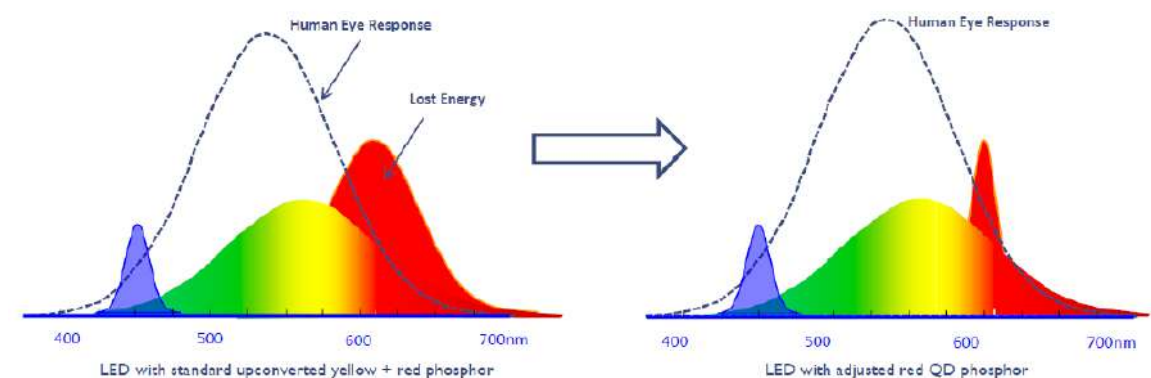 Human Eye Response
Lost Energy
400 500 600 700nm
LED with standard upconverted yellow + red phosphor
Human Eye Response
400 500 600 700nm
LED with adjusted red QD phosphor